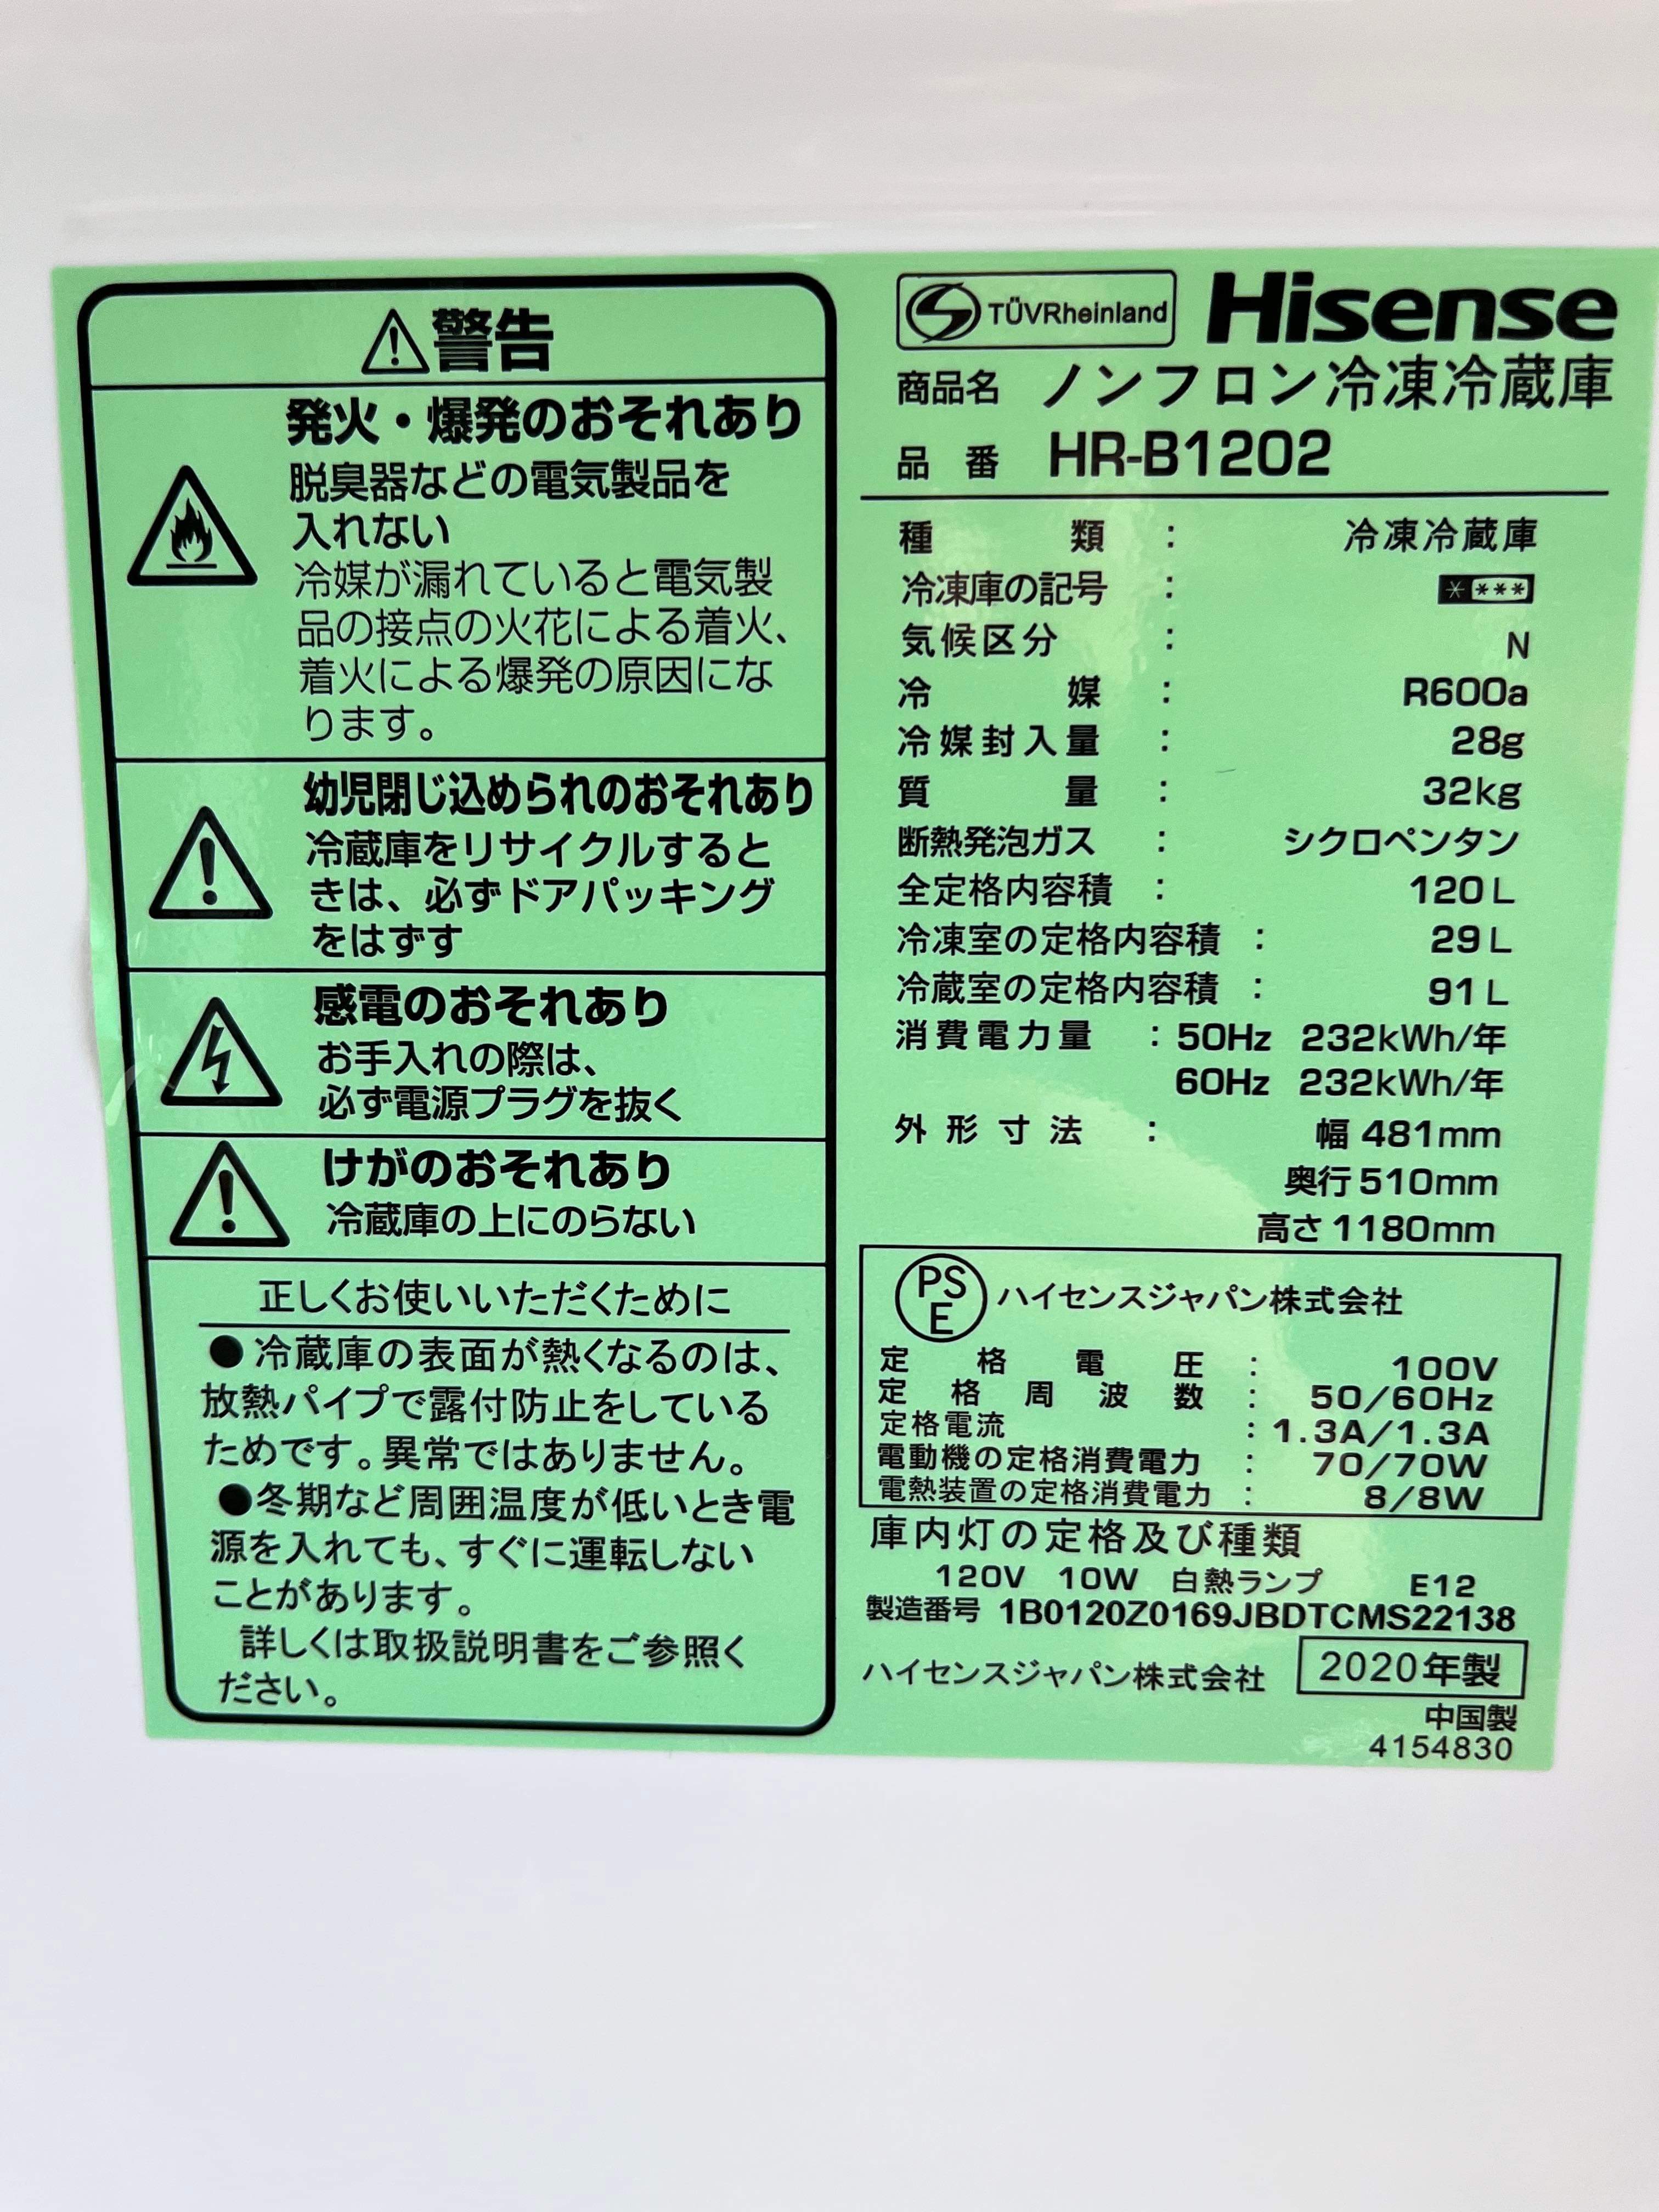 警告
発火・爆発のおそれあり
脱臭器などの電気製品を
入れない
冷媒が漏れていると電気製
品の接点の火花による着火、
着火による爆発の原因にな
ります。
幼児閉じ込められのおそれあり
冷蔵庫をリサイクルすると
きは、必ずドアパッキング
をはずす
感電のおそれあり
お手入れの際は、
必ず電源プラグを抜く
けがのおそれあり
冷蔵庫の上にのらない
正しくお使いいただくために
●冷蔵庫の表面が熱くなるのは、
放熱パイプで露付防止をしている
ためです。異常ではありません。
●冬期など周囲温度が低いとき電
源を入れても、すぐに運転しない
ことがあります。
詳しくは取扱説明書をご参照く
ださい。
TÜVRheinland Hisense
商品名 ノンフロン冷凍冷蔵庫
品番 HR-B1202
種類 : 冷凍冷蔵庫
冷凍庫の記号 : ****
気候区分 : N
冷媒 : R600a
冷媒封入量 : 28g
質量 : 32kg
断熱発泡ガス : シクロペンタン
全定格内容積 : 120L
冷凍室の定格内容積 : 29L
冷蔵室の定格内容積 : 91L
消費電力量 : 50Hz 232kWh/年
60Hz 232kWh/年
外形寸法 : 幅 481mm
奥行 510mm
高さ 1180mm
PSE ハイセンスジャパン株式会社
定格電圧 : 100V
定格周波数 : 50/60Hz
定格電流 : 1.3A/1.3A
電動機の定格消費電力 : 70/70W
電熱装置の定格消費電力 : 8/8W
庫内灯の定格及び種類
120V 10W 白熱ランプ E12
製造番号 1B0120Z0169JBDTCMS22138
ハイセンスジャパン株式会社 2020年製
中国製
4154830